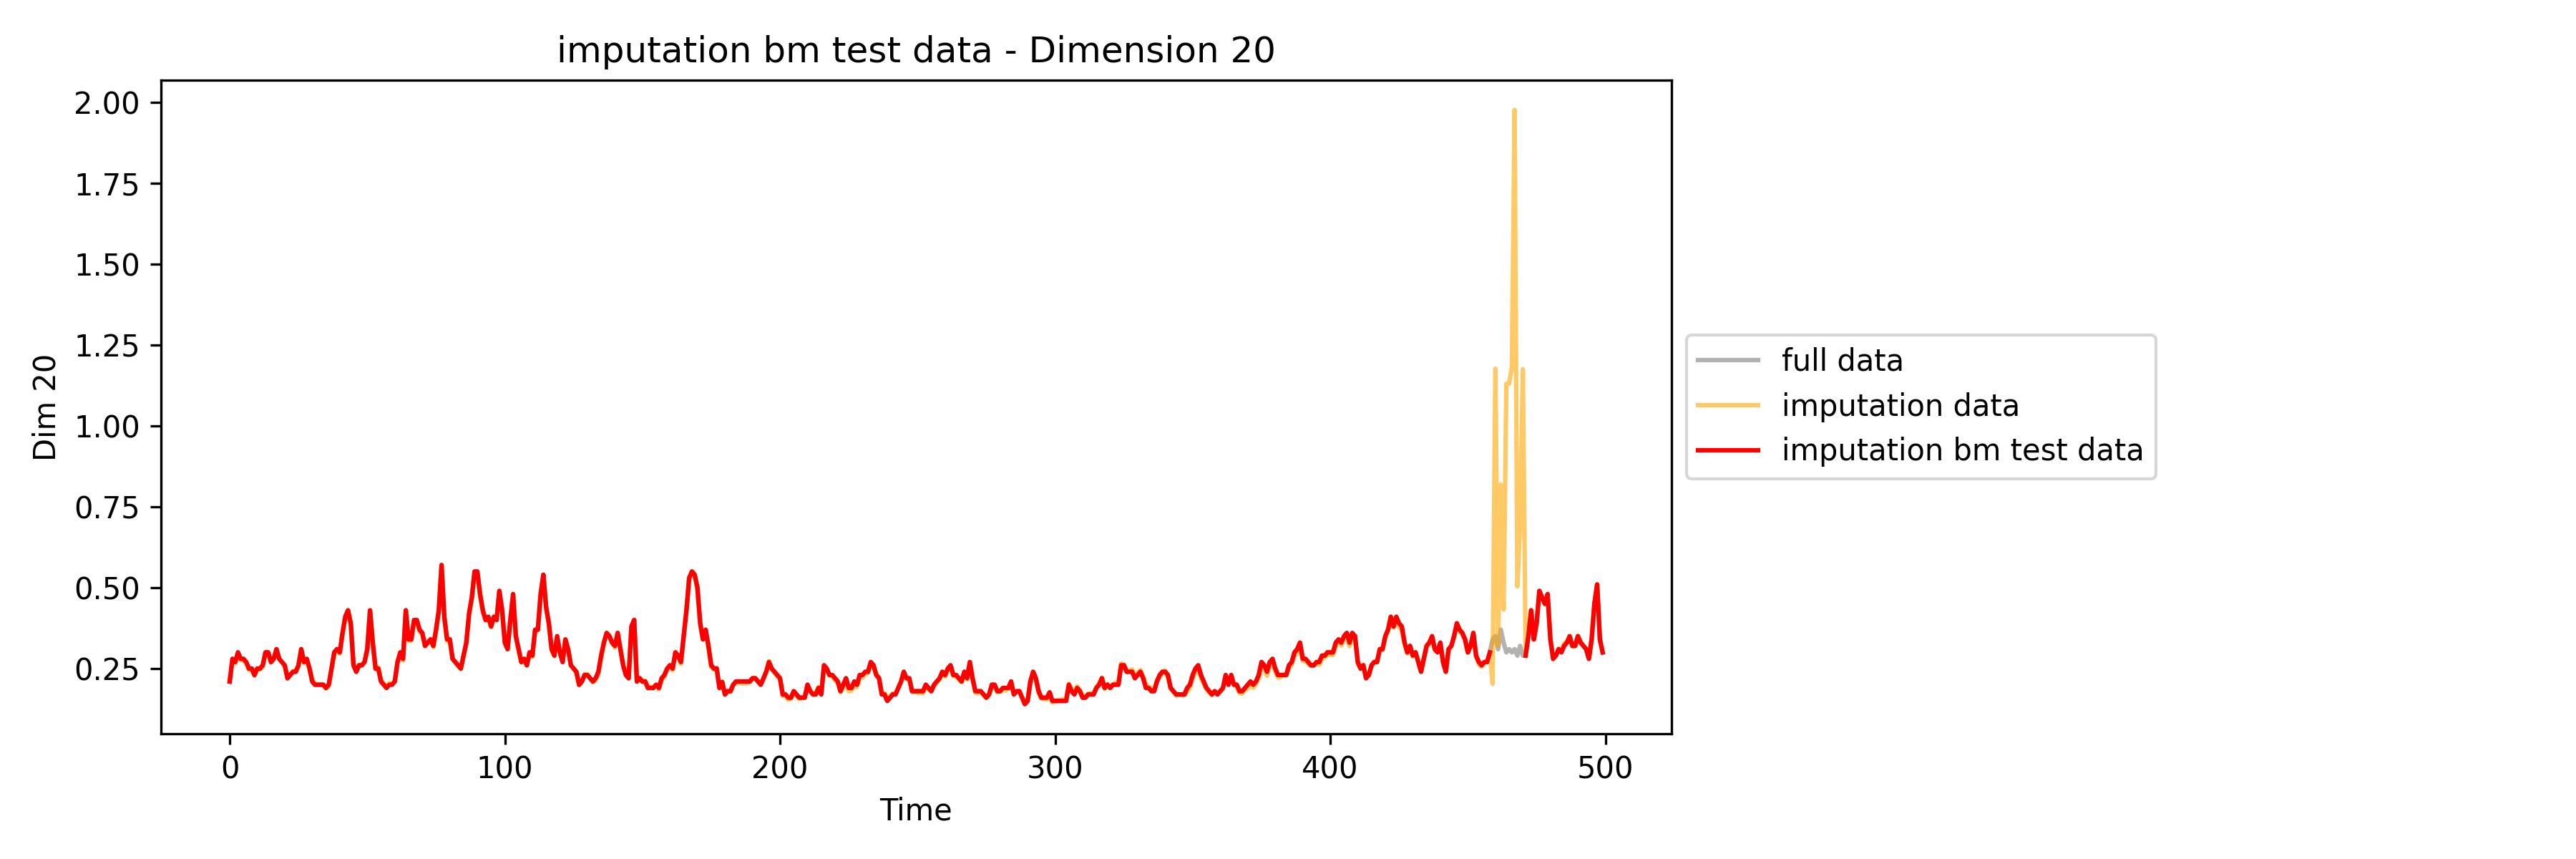 imputation bm test data - Dimension 20
2.00
1.75
1.50
1.25
1.00
0.75
0.50
0.25
Dim 20
0 100 200 300 400 500
Time
full data
imputation data
imputation bm test data